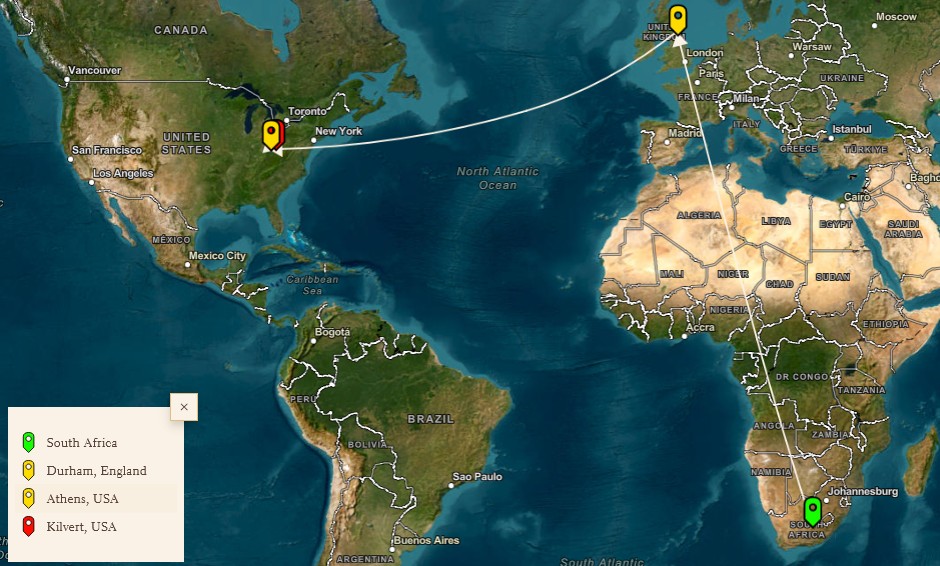 CANADA
Moscow
UNITED
KINGDOM
London
Warsaw
Vancouver
Paris
UKRAINE
FRANCE
Milan
Toronto
ITALY
New York
Madrid
Istanbul
UNITED
STATES
San Francisco
GREECE
TÜRKIYE
Los Angeles
North Atlantic
Ocean
Bagho
Cairo
ALGERIA
LIBYA
EGYPT
SAUDI
ARABIA
MÉXICO
Mexico City
MALI
NIGER
CHAD
SUDAN
Caribbean
Sea
NIGERIA
ETHIOPIA
Accra
Bogotá
DR CONGO
TANZANIA
PERU
BRAZIL
ANGOLA
ZAMBIA
BOLIVIA
NAMIBIA
Sao Paulo
Johannesburg
SOUTH
AFRICA
Buenos Aires
ARGENTINA
South Atlantic
×
South Africa
Durham, England
Athens, USA
Kilvert, USA